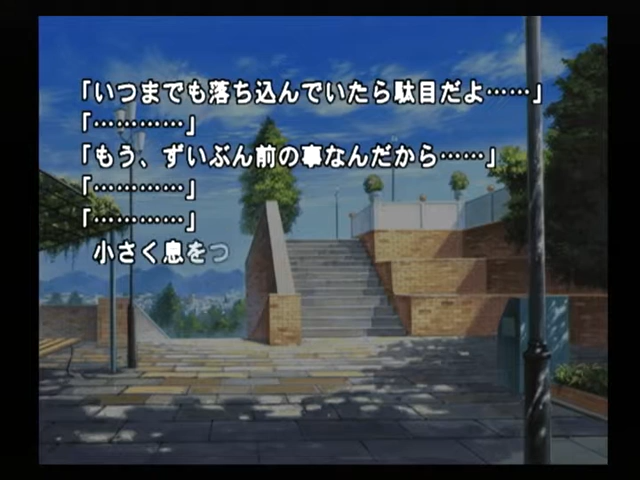 「いつまでも落ち込んでいたら駄目だよ……」
「…………」
「もう、ずいぶん前の事なんだから……」
「…………」
「…………」
小さく息をつ